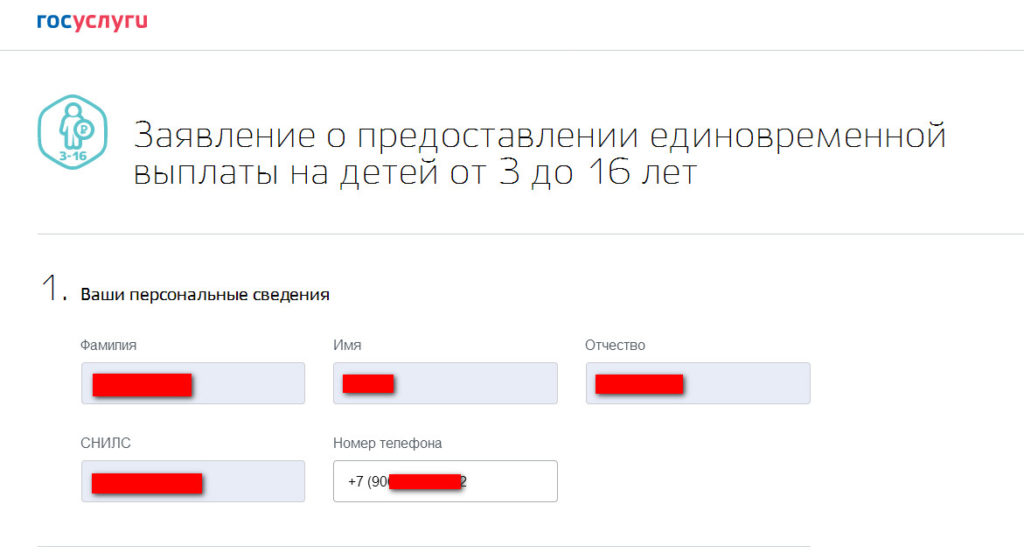 госуслуги
3-16
Заявление о предоставлении единовременной
выплаты на детей от 3 до 16 лет
1. Ваши персональные сведения
Фамилия Имя Отчество
СНИЛС Номер телефона
+7 (90 2